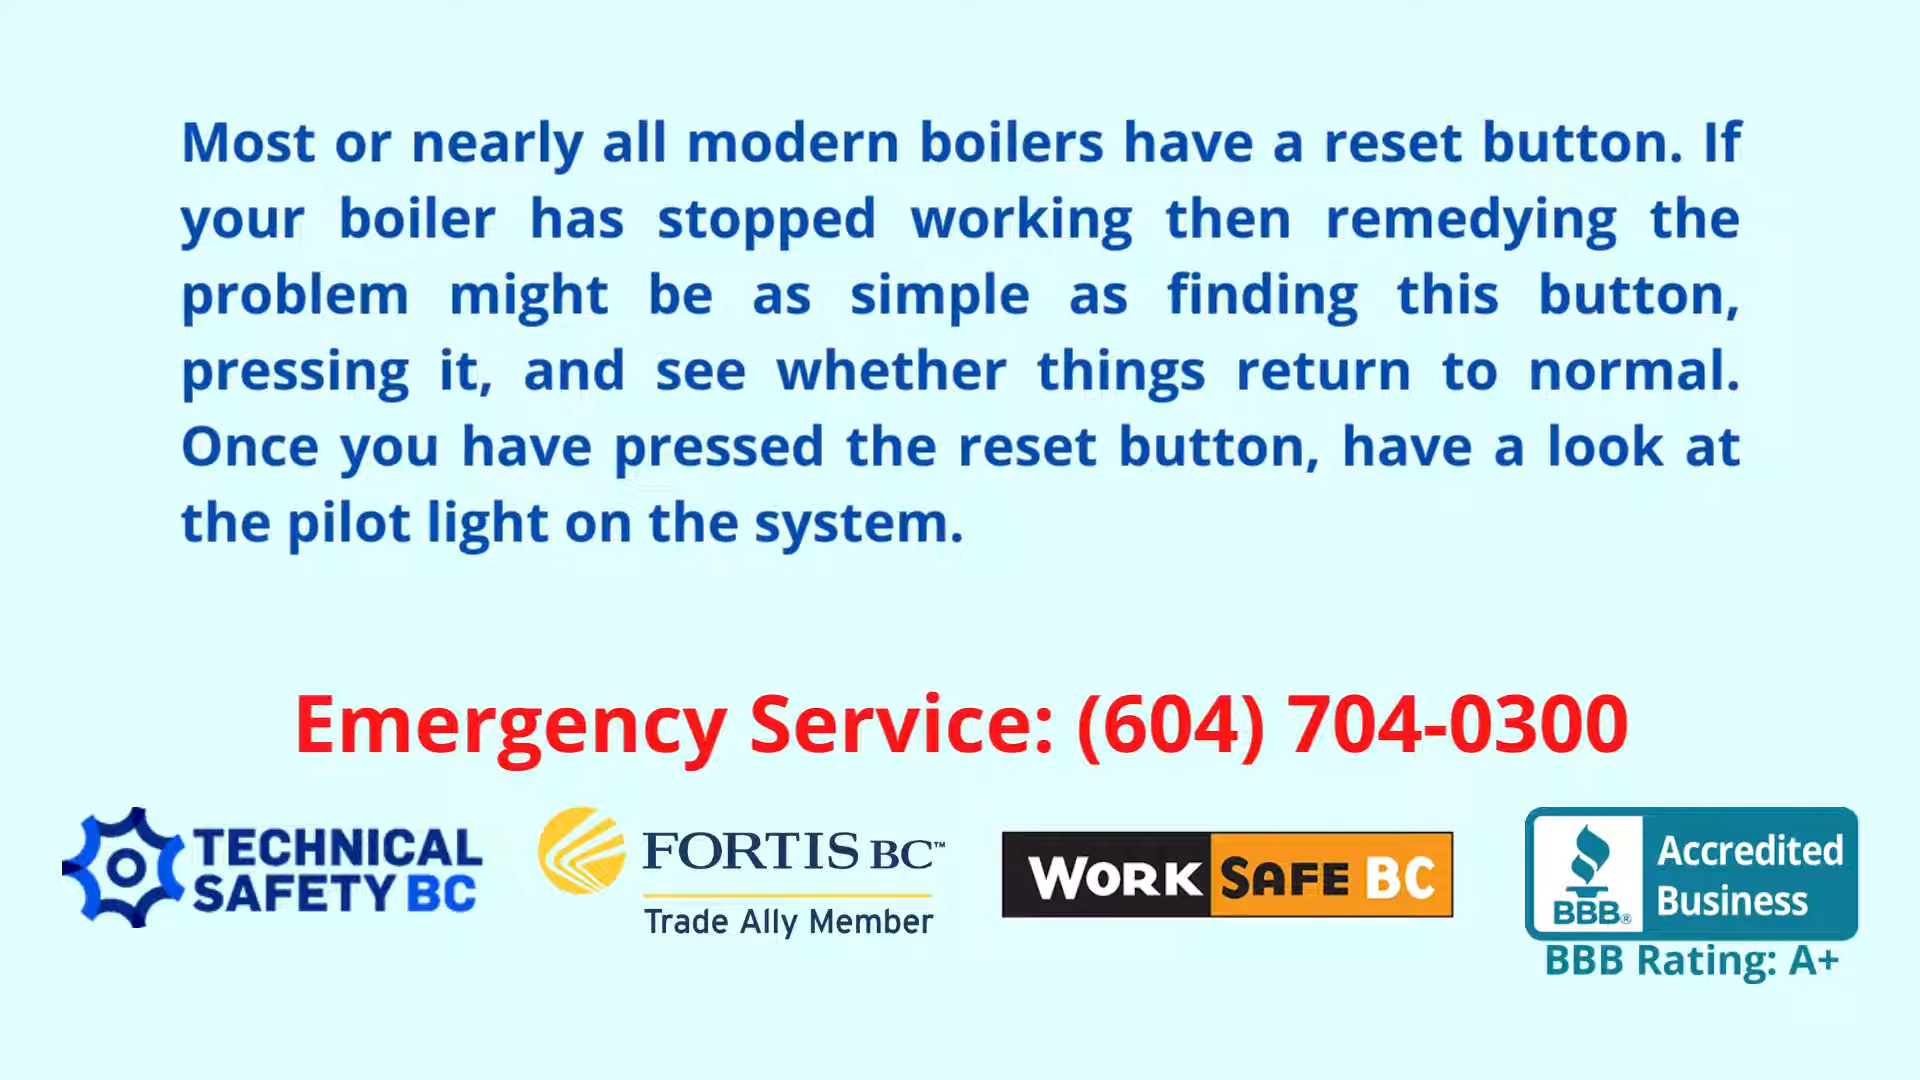 Most or nearly all modern boilers have a reset button. If
your boiler has stopped working then remedying the
problem might be as simple as finding this button,
pressing it, and see whether things return to normal.
Once you have pressed the reset button, have a look at
the pilot light on the system.
Emergency Service: (604) 704-0300
TECHNICAL
SAFETY BC
FORTIS BC™
Trade Ally Member
WORK SAFE BC
BBB®
Accredited
Business
BBB Rating: A+